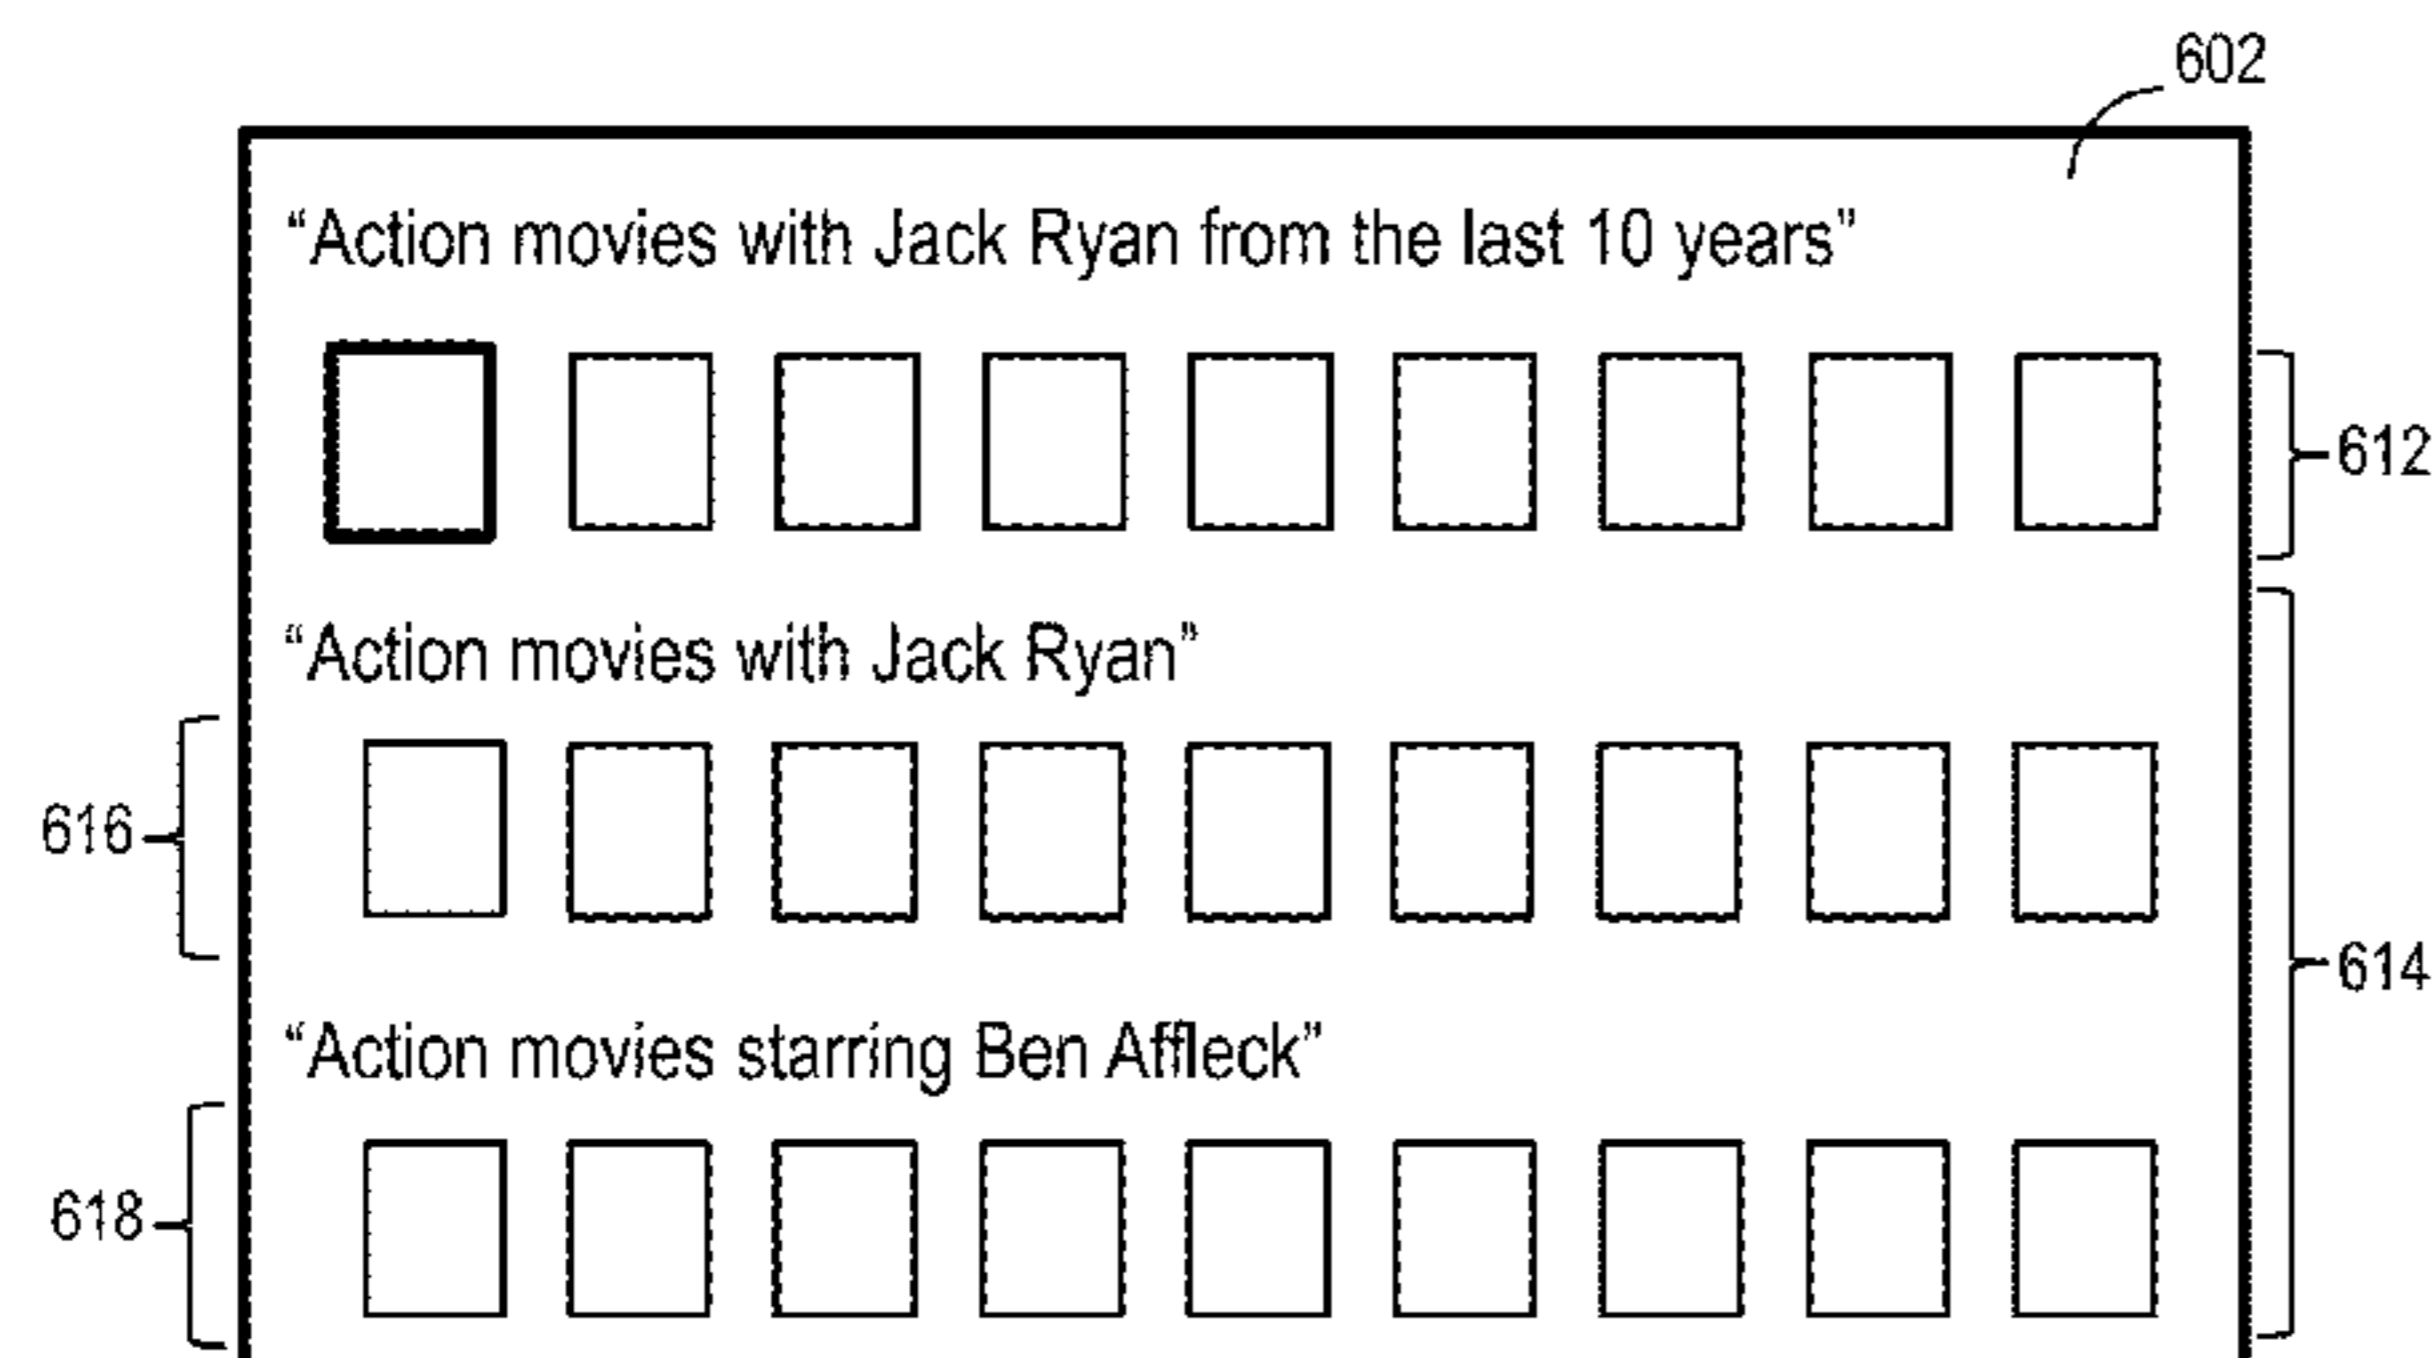 602
“Action movies with Jack Ryan from the last 10 years”
612
“Action movies with Jack Ryan”
616
614
“Action movies starring Ben Affleck”
618